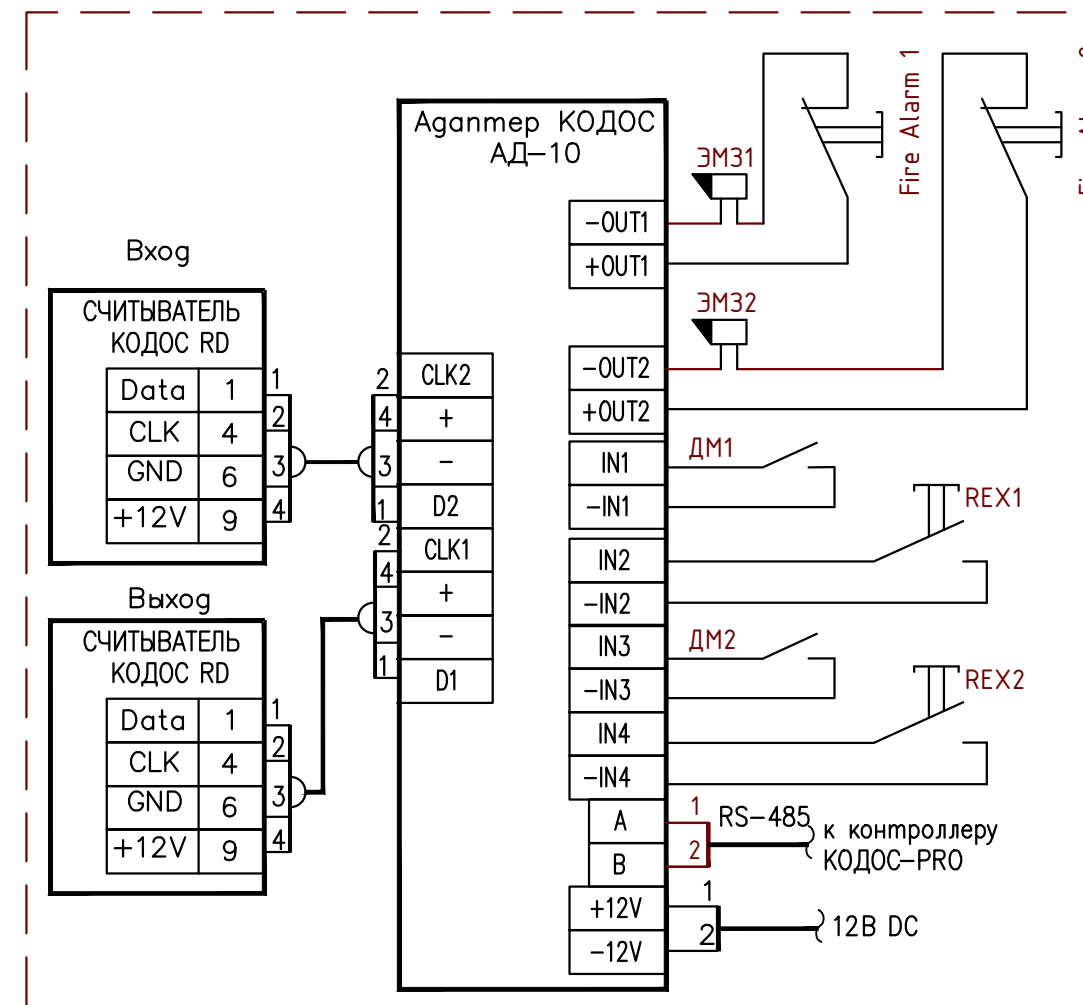 Адаптер КОДОС
АД-10
Вход
СЧИТЫВАТЕЛЬ
КОДОС RD
Data 1
CLK 4
GND 6
+12V 9
1
2
3
4
Выход
СЧИТЫВАТЕЛЬ
КОДОС RD
Data 1
CLK 4
GND 6
+12V 9
1
2
3
4
2 CLK2
4 +
3 -
1 D2
2 CLK1
4 +
3 -
1 D1
-OUT1
+OUT1
-OUT2
+OUT2
IN1
-IN1
IN2
-IN2
IN3
-IN3
IN4
-IN4
A
B
+12V
-12V
ЭМЗ1
Fire Alarm 1
ЭМЗ2
ДМ1
REX1
ДМ2
REX2
1
2
RS-485
к контроллеру
КОДОС-PRO
1
2
12В DC